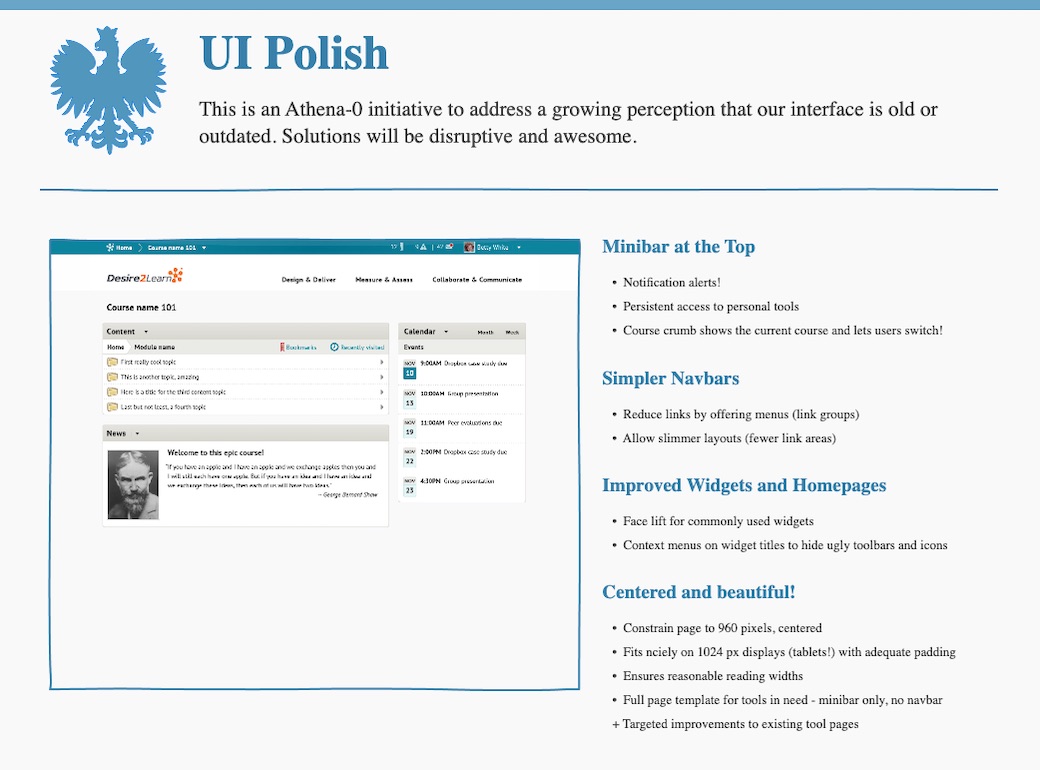 UI Polish
This is an Athena-0 initiative to address a growing perception that our interface is old or
outdated. Solutions will be disruptive and awesome.
Home Course name 101
Betty White
Desire2Learn
Design & Deliver Measure & Assess Collaborate & Communicate
Course name 101
Content
Home Module name Bookmarks Recently visited
First really cool topic
This is another topic, amazing
Here is a title for the third content topic
Last but not least, a fourth topic
News
Welcome to this epic course!
"If you have an apple and I have an apple and we exchange apples then you and
I will still each have one apple. But if you have an idea and I have an idea and
we exchange these ideas, then each of us will have two ideas."
– George Bernard Shaw
Calendar Month Week
Events
NOV 10 9:00AM Dropbox case study due
NOV 13 10:00AM Group presentation
NOV 19 11:00AM Peer evaluations due
NOV 22 2:00PM Dropbox case study due
NOV 23 4:30PM Group presentation
Minibar at the Top
• Notification alerts!
• Persistent access to personal tools
• Course crumb shows the current course and lets users switch!
Simpler Navbars
• Reduce links by offering menus (link groups)
• Allow slimmer layouts (fewer link areas)
Improved Widgets and Homepages
• Face lift for commonly used widgets
• Context menus on widget titles to hide ugly toolbars and icons
Centered and beautiful!
• Constrain page to 960 pixels, centered
• Fits nciely on 1024 px displays (tablets!) with adequate padding
• Ensures reasonable reading widths
• Full page template for tools in need - minibar only, no navbar
+ Targeted improvements to existing tool pages